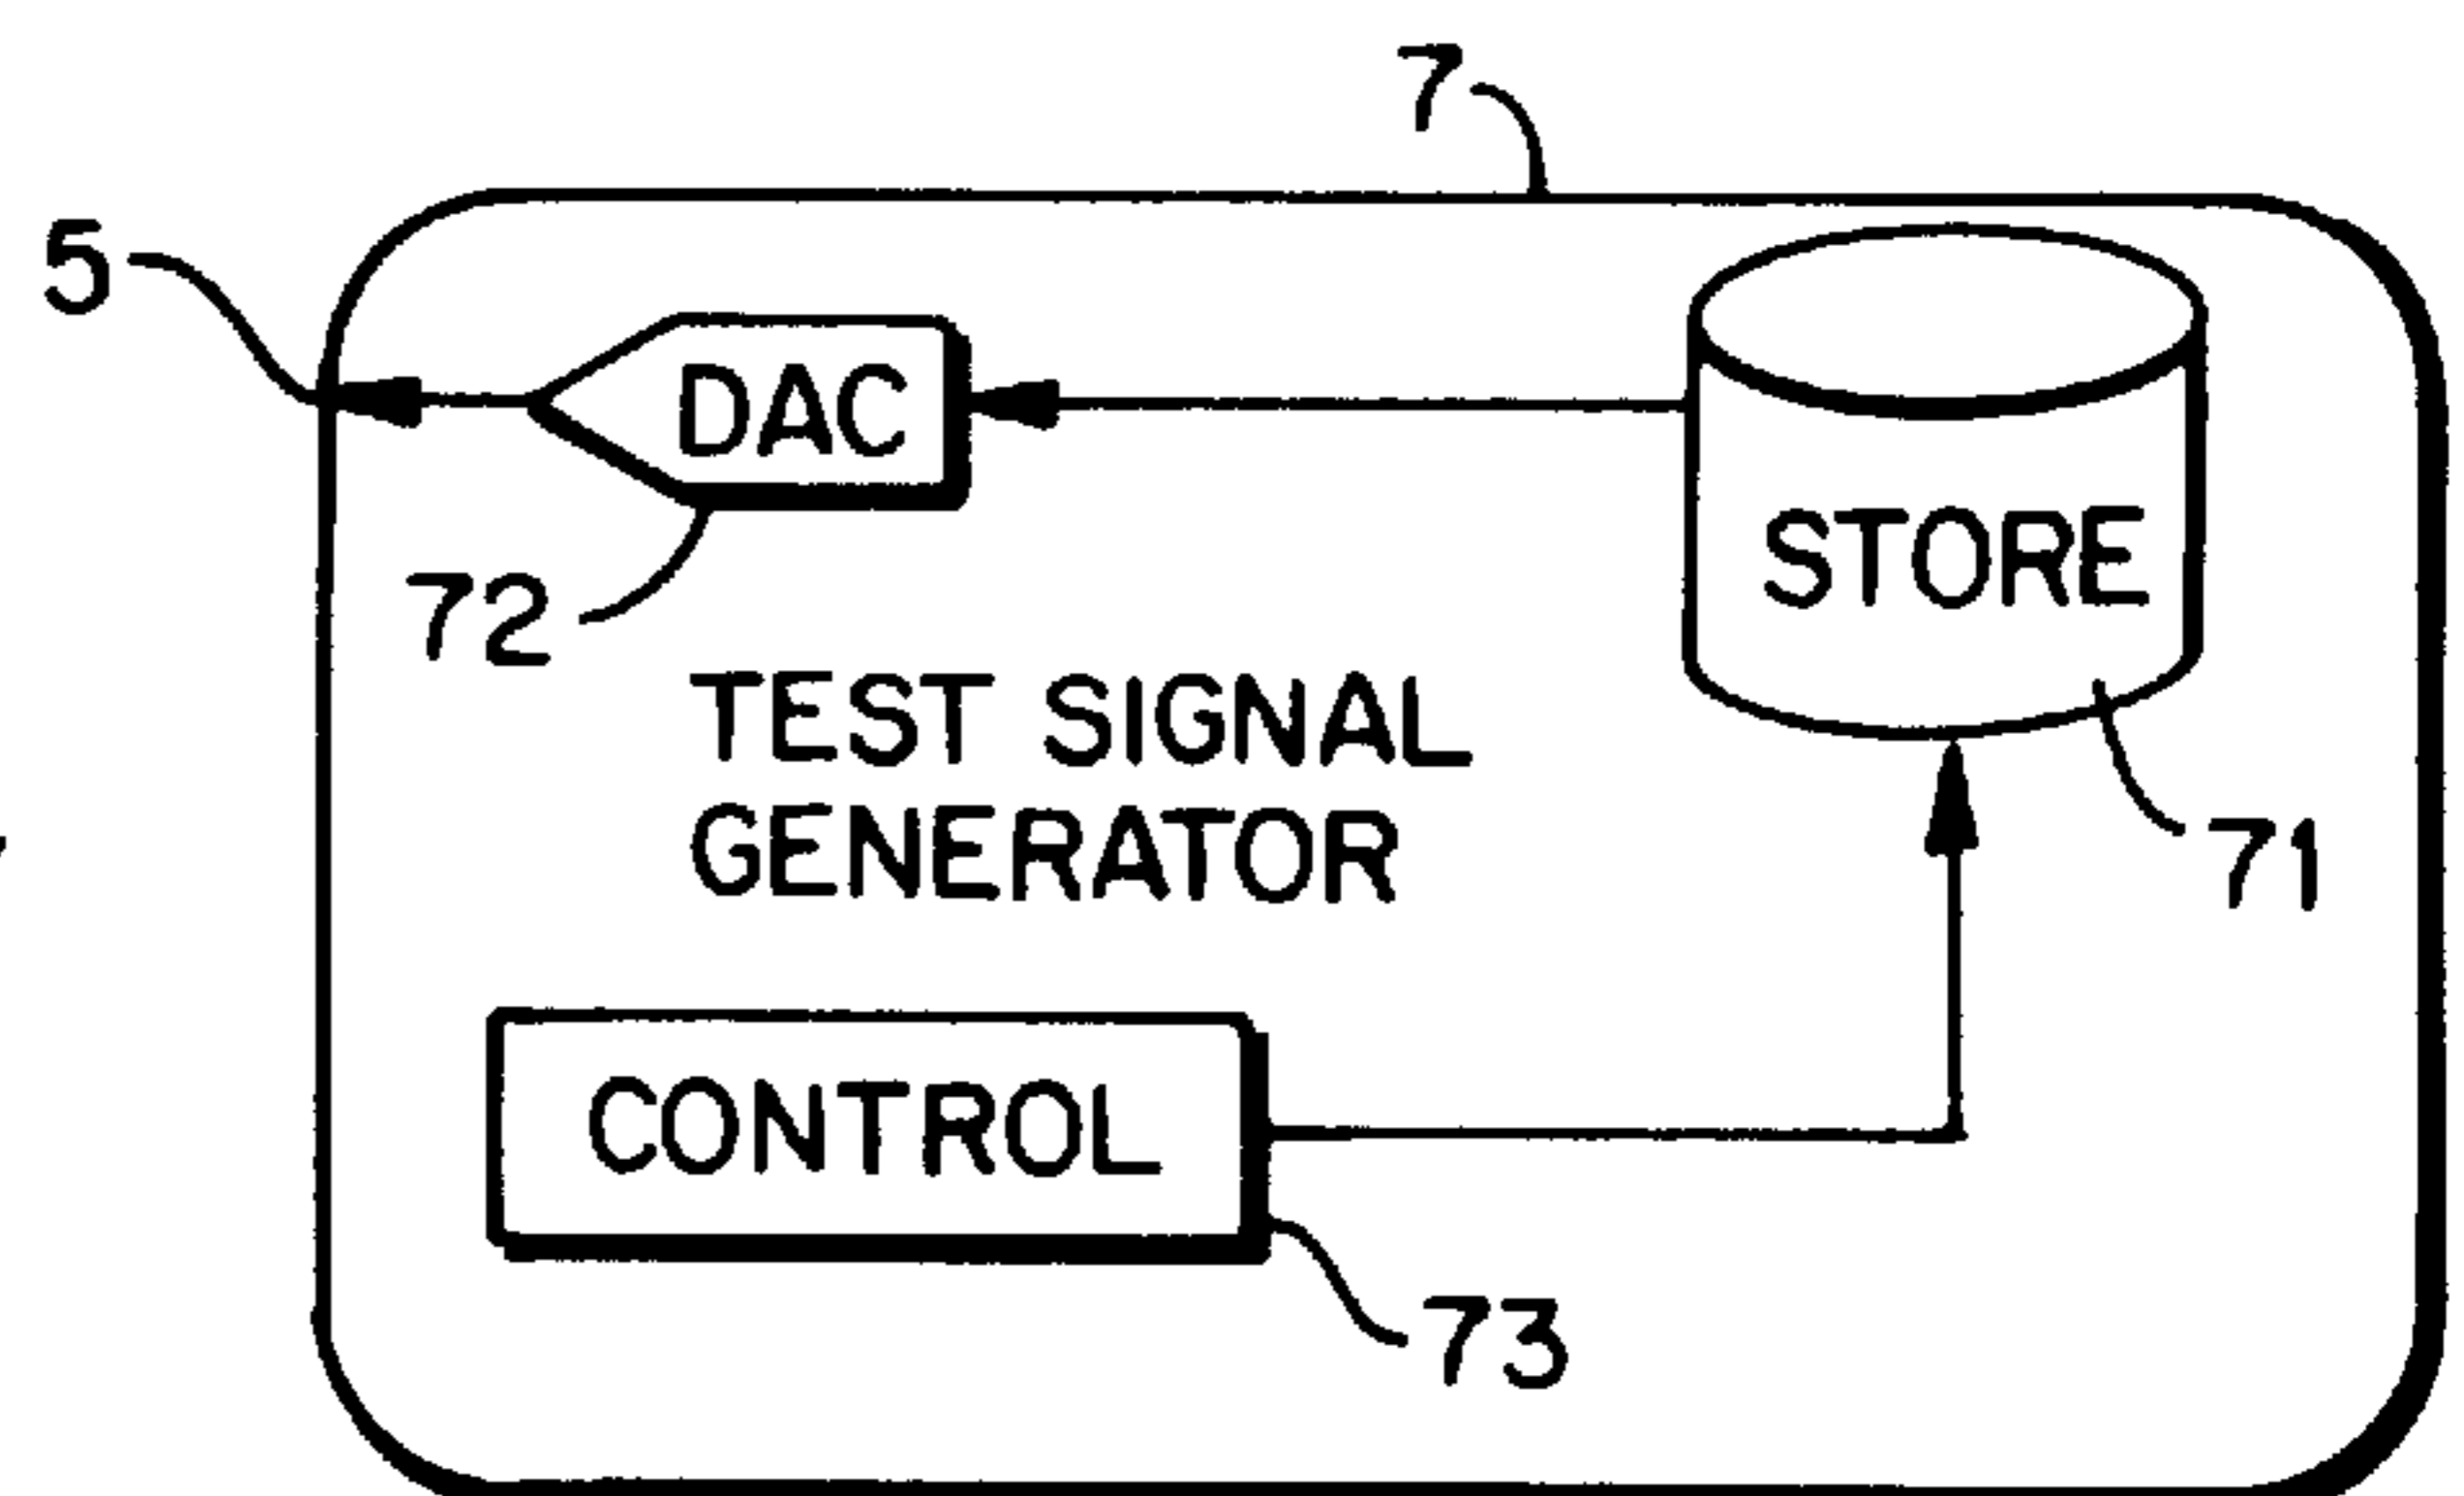 7
5
DAC
STORE
72
TEST SIGNAL
GENERATOR
71
CONTROL
73